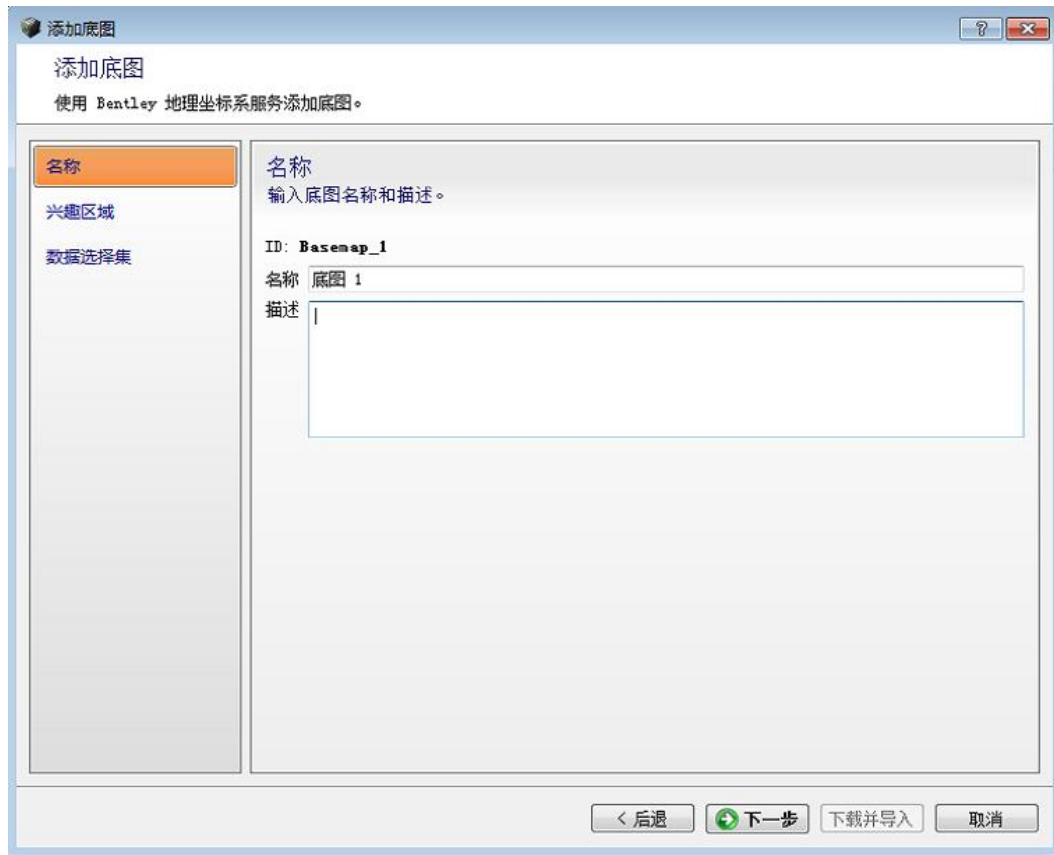 添加底图
添加底图
使用 Bentley 地理坐标系服务添加底图。
名称
兴趣区域
数据选择集
名称
输入底图名称和描述。
ID: Basemap_1
名称 底图 1
描述
< 后退 下一步 下载并导入 取消